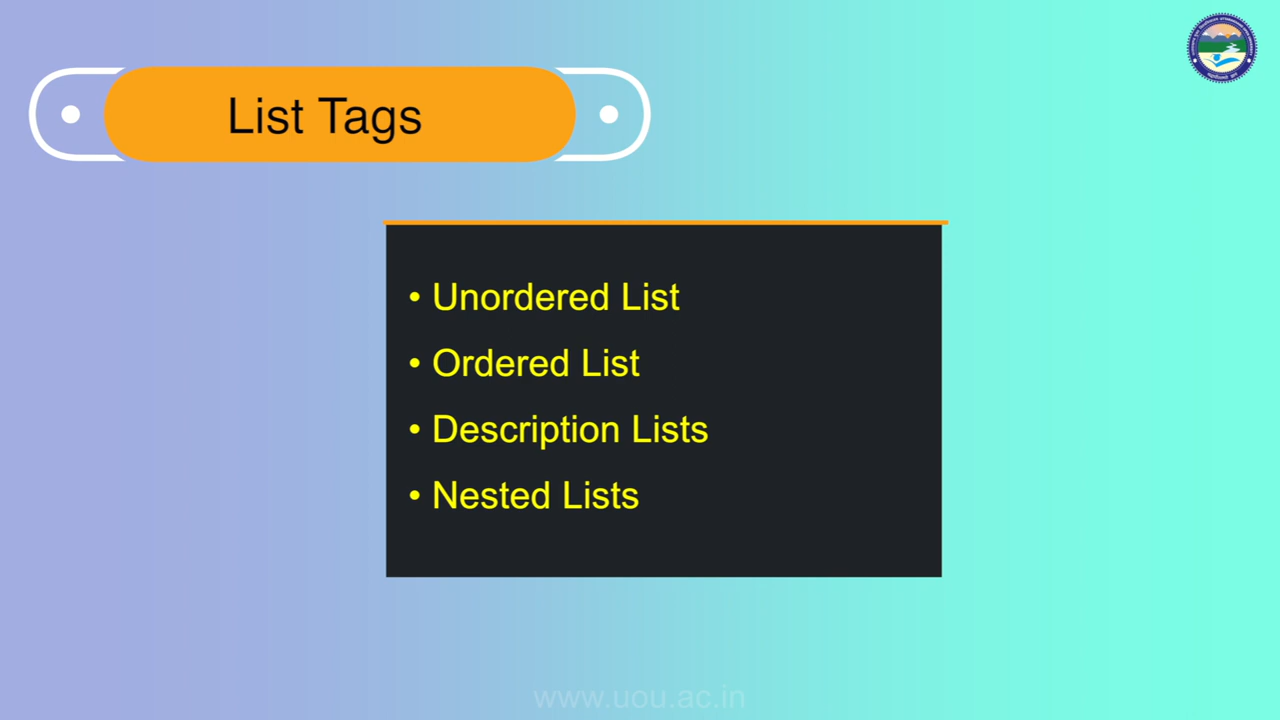 List Tags
• Unordered List
• Ordered List
• Description Lists
• Nested Lists
www.uou.ac.in